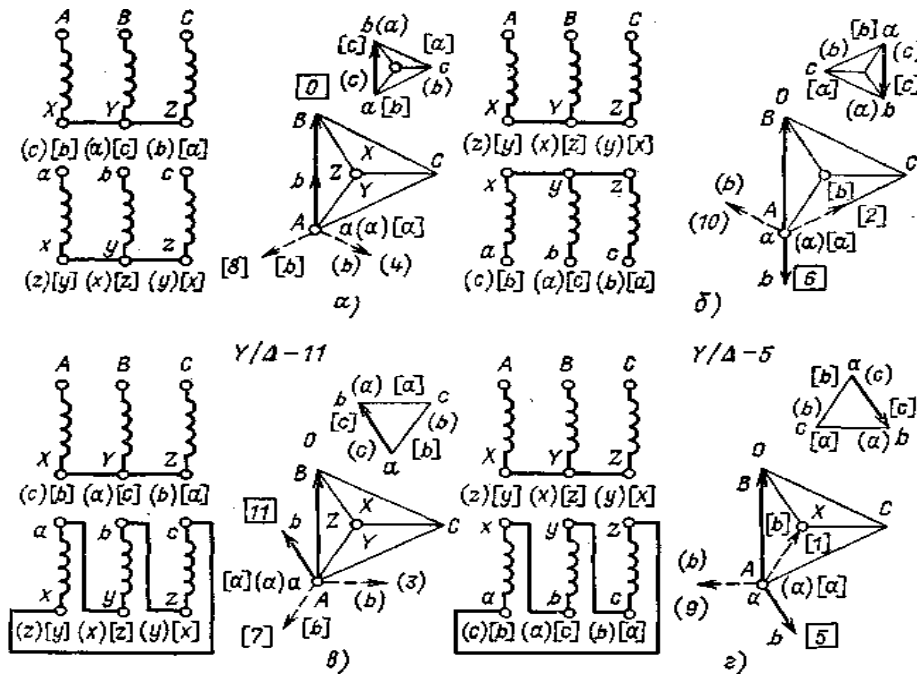 A B C
b(a)
[c] [a]
c
(c) (b)
a[b]
0
B
X
C
Z Y
b
A
a(a)[a]
[8] [b] (b) (4)
X Y Z
(c)[b] (a)[c] (b)[a]
a b c
x y z
(z)[y] (x)[z] (y)[x]
а)
A B C
[b] a
(b) (c)
c [c]
[a]
(a) b
0
B
C
[b]
(b) [2]
(10) A
a (a)[a]
b 6
X Y Z
(z)[y] (x)[z] (y)[x]
x y z
a b c
(c)[b] (a)[c] (b)[a]
б)
Y/Δ-11
A B C
(a) [a]
b c
[c] (b)
(c) [b]
a
0
B
X
C
Z
Y
11 b
[a](a) a
A (b) (3)
[7] [b]
X Y Z
(c)[b] (a)[c] (b)[a]
a b c
x y z
(z)[y] (x)[z] (y)[x]
в)
Y/Δ-5
A B C
a
[b] (c)
(b) [c]
c b
[a] (a)
0
B
X
C
[b]
[1]
(b) A
(9) a (a)[a]
b 5
X Y Z
(z)[y] (x)[z] (y)[x]
x y z
a b c
(c)[b] (a)[c] (b)[a]
г)